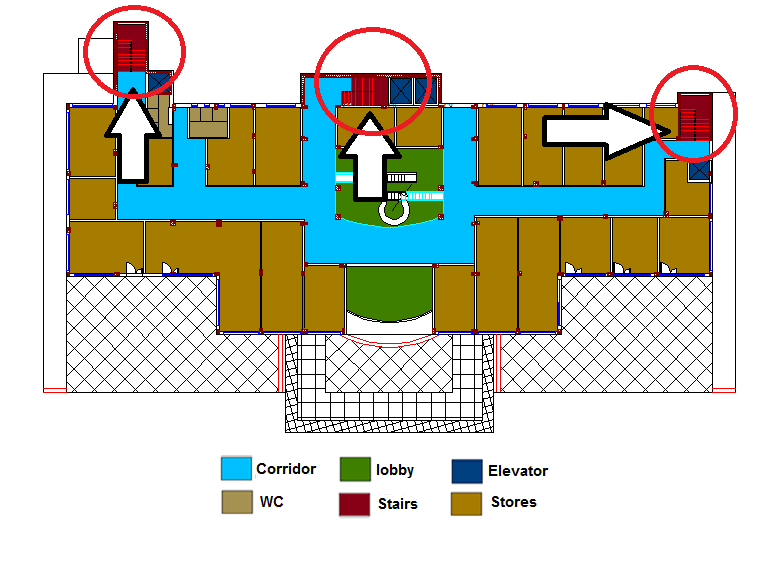 Corridor
lobby
Elevator
WC
Stairs
Stores